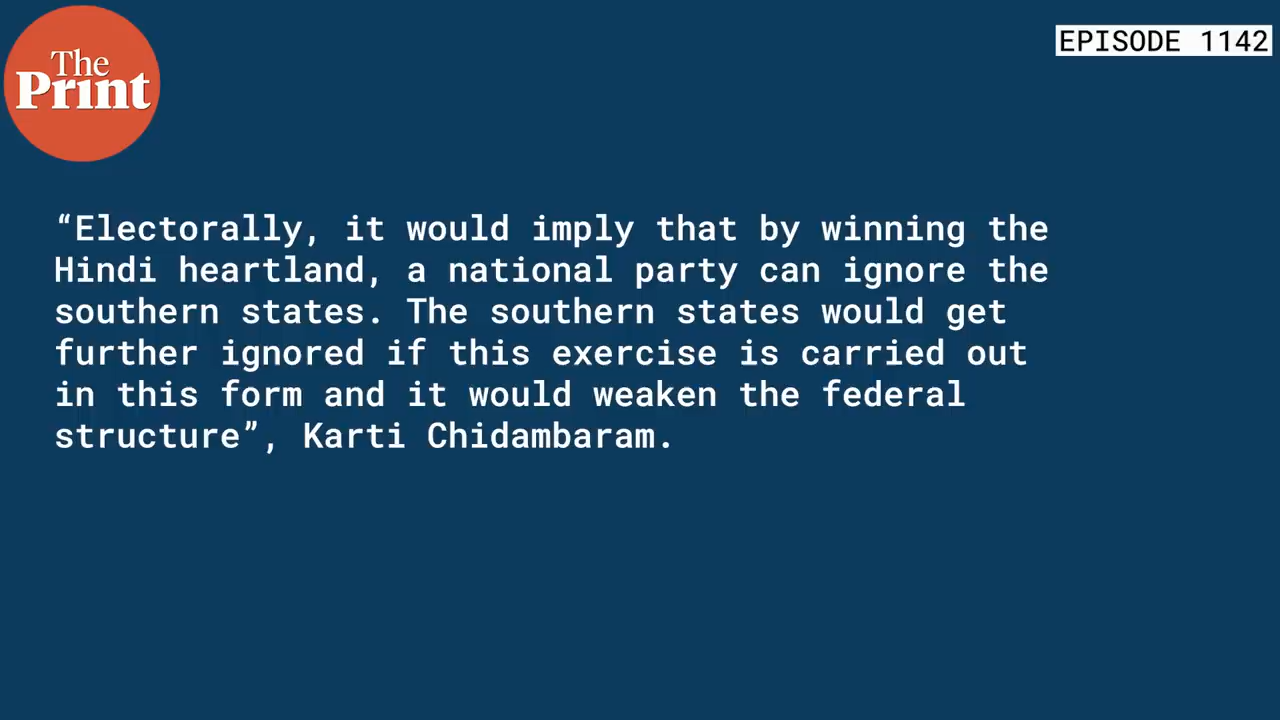 The
Print
EPISODE 1142
“Electorally, it would imply that by winning the
Hindi heartland, a national party can ignore the
southern states. The southern states would get
further ignored if this exercise is carried out
in this form and it would weaken the federal
structure”, Karti Chidambaram.